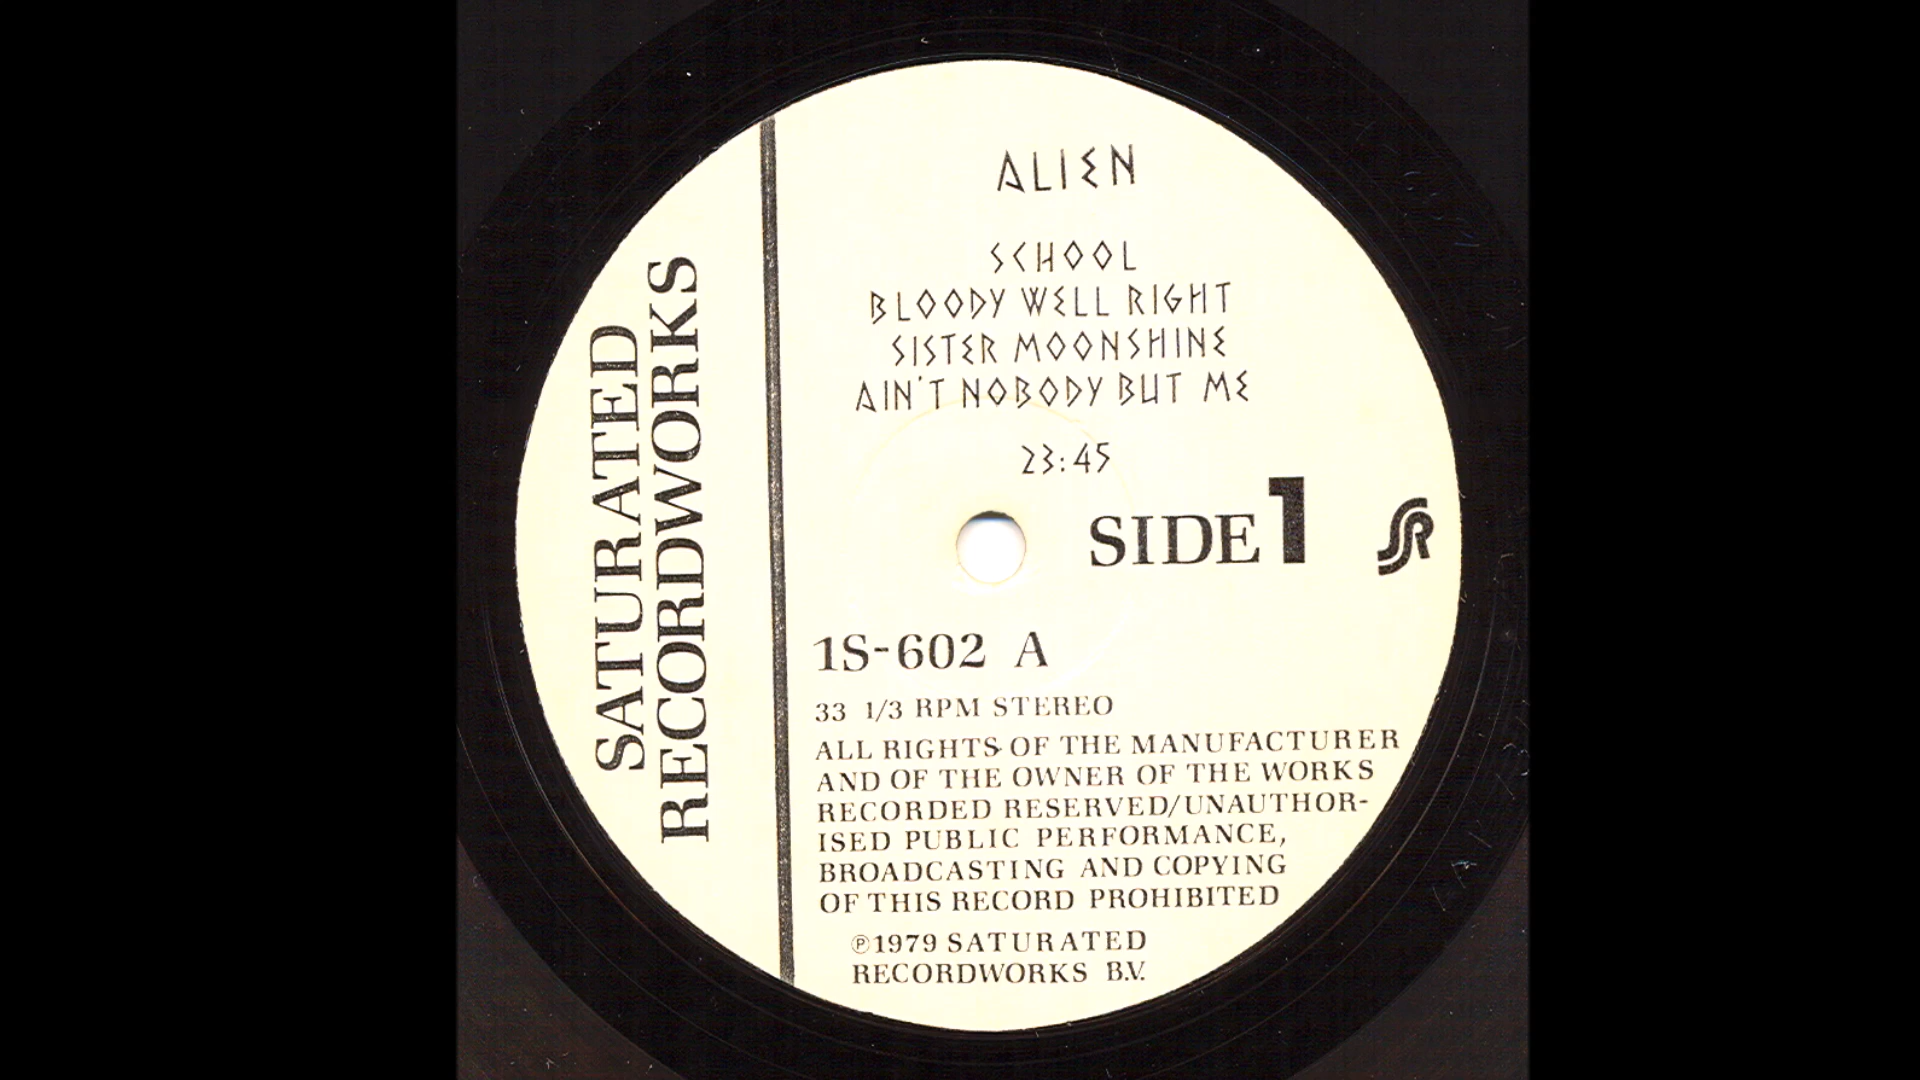 SATURATED
RECORDWORKS
ALIEN
SCHOOL
BLOODY WELL RIGHT
SISTER MOONSHINE
AIN'T NOBODY BUT ME
23:45
SIDE 1
SR
1S-602 A
33 1/3 RPM STEREO
ALL RIGHTS OF THE MANUFACTURER
AND OF THE OWNER OF THE WORKS
RECORDED RESERVED/UNAUTHOR-
ISED PUBLIC PERFORMANCE,
BROADCASTING AND COPYING
OF THIS RECORD PROHIBITED
℗1979 SATURATED
RECORDWORKS B.V.